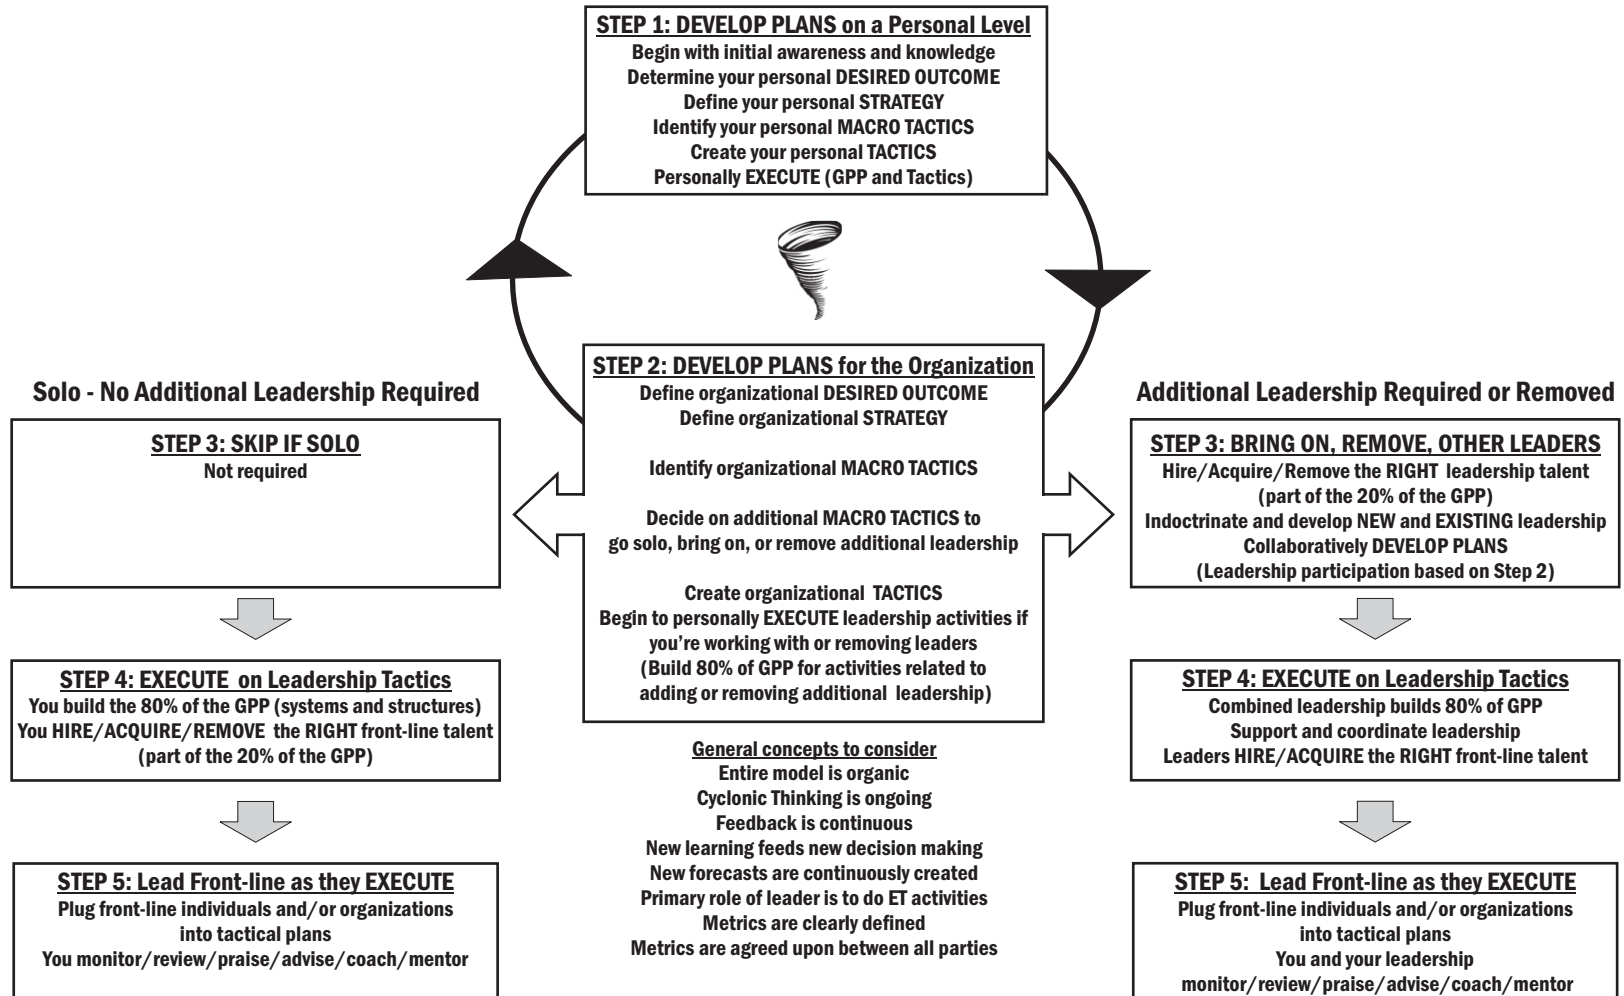 STEP 1: DEVELOP PLANS on a Personal Level
Begin with initial awareness and knowledge
Determine your personal DESIRED OUTCOME
Define your personal STRATEGY
Identify your personal MACRO TACTICS
Create your personal TACTICS
Personally EXECUTE (GPP and Tactics)
STEP 2: DEVELOP PLANS for the Organization
Define organizational DESIRED OUTCOME
Define organizational STRATEGY
Identify organizational MACRO TACTICS
Decide on additional MACRO TACTICS to
go solo, bring on, or remove additional leadership
Create organizational TACTICS
Begin to personally EXECUTE leadership activities if
you're working with or removing leaders
(Build 80% of GPP for activities related to
adding or removing additional leadership)
Solo - No Additional Leadership Required
STEP 3: SKIP IF SOLO
Not required
STEP 4: EXECUTE on Leadership Tactics
You build the 80% of the GPP (systems and structures)
You HIRE/ACQUIRE/REMOVE the RIGHT front-line talent
(part of the 20% of the GPP)
STEP 5: Lead Front-line as they EXECUTE
Plug front-line individuals and/or organizations
into tactical plans
You monitor/review/praise/advise/coach/mentor
General concepts to consider
Entire model is organic
Cyclonic Thinking is ongoing
Feedback is continuous
New learning feeds new decision making
New forecasts are continuously created
Primary role of leader is to do ET activities
Metrics are clearly defined
Metrics are agreed upon between all parties
Additional Leadership Required or Removed
STEP 3: BRING ON, REMOVE, OTHER LEADERS
Hire/Acquire/Remove the RIGHT leadership talent
(part of the 20% of the GPP)
Indoctrinate and develop NEW and EXISTING leadership
Collaboratively DEVELOP PLANS
(Leadership participation based on Step 2)
STEP 4: EXECUTE on Leadership Tactics
Combined leadership builds 80% of GPP
Support and coordinate leadership
Leaders HIRE/ACQUIRE the RIGHT front-line talent
STEP 5: Lead Front-line as they EXECUTE
Plug front-line individuals and/or organizations
into tactical plans
You and your leadership
monitor/review/praise/advise/coach/mentor